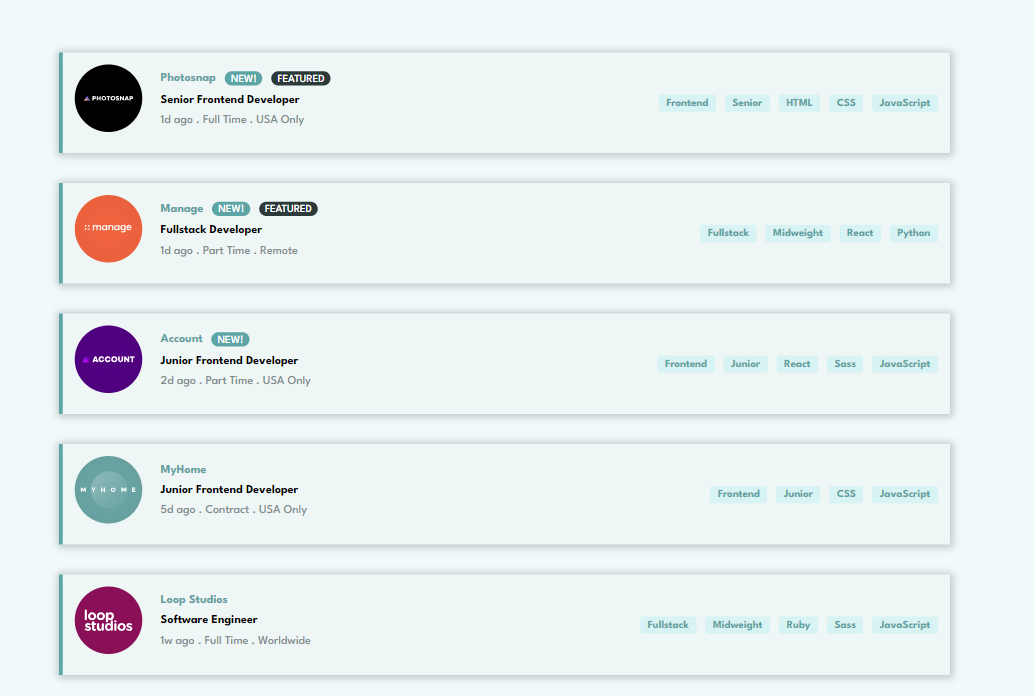 PHOTOSNAP
Photosnap NEW! FEATURED
Senior Frontend Developer
1d ago . Full Time . USA Only
Frontend Senior HTML CSS JavaScript
manage
Manage NEW! FEATURED
Fullstack Developer
1d ago . Part Time . Remote
Fullstack Midweight React Python
ACCOUNT
Account NEW!
Junior Frontend Developer
2d ago . Part Time . USA Only
Frontend Junior React Sass JavaScript
MYHOME
MyHome
Junior Frontend Developer
5d ago . Contract . USA Only
Frontend Junior CSS JavaScript
loop
studios
Loop Studios
Software Engineer
1w ago . Full Time . Worldwide
Fullstack Midweight Ruby Sass JavaScript